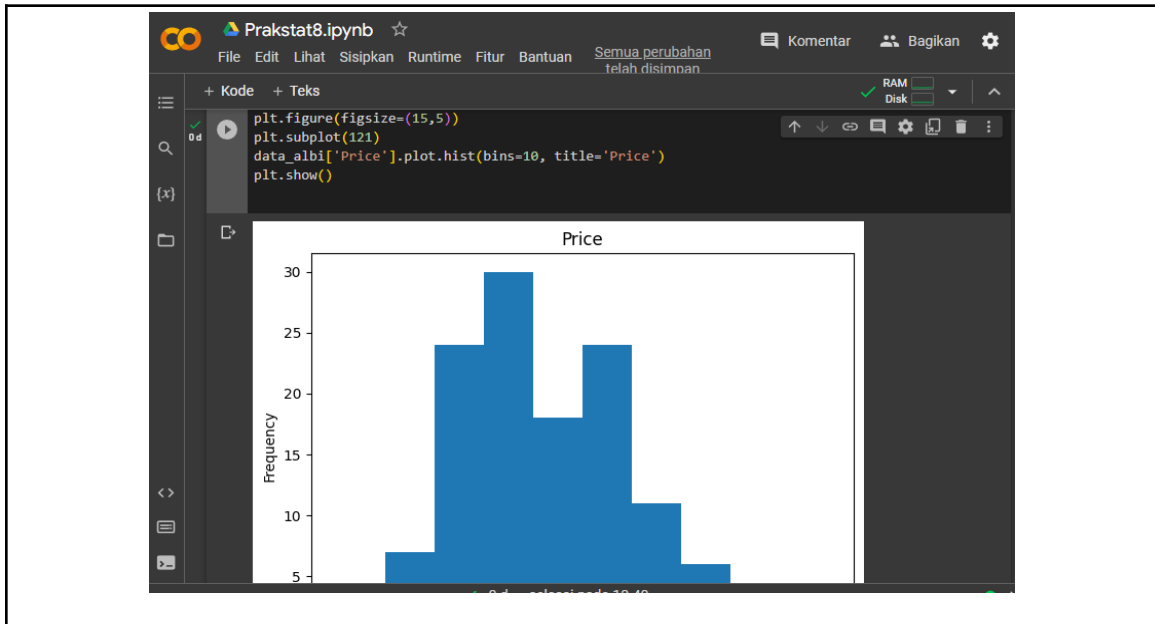 Prakstat8.ipynb
File Edit Lihat Sisipkan Runtime Fitur Bantuan Semua perubahan
telah disimpan
Komentar Bagikan
+ Kode + Teks
RAM
Disk
0 d
{x}
plt.figure(figsize=(15,5))
plt.subplot(121)
data_albi['Price'].plot.hist(bins=10, title='Price')
plt.show()
Price
30
25
20
15
10
5
Frequency